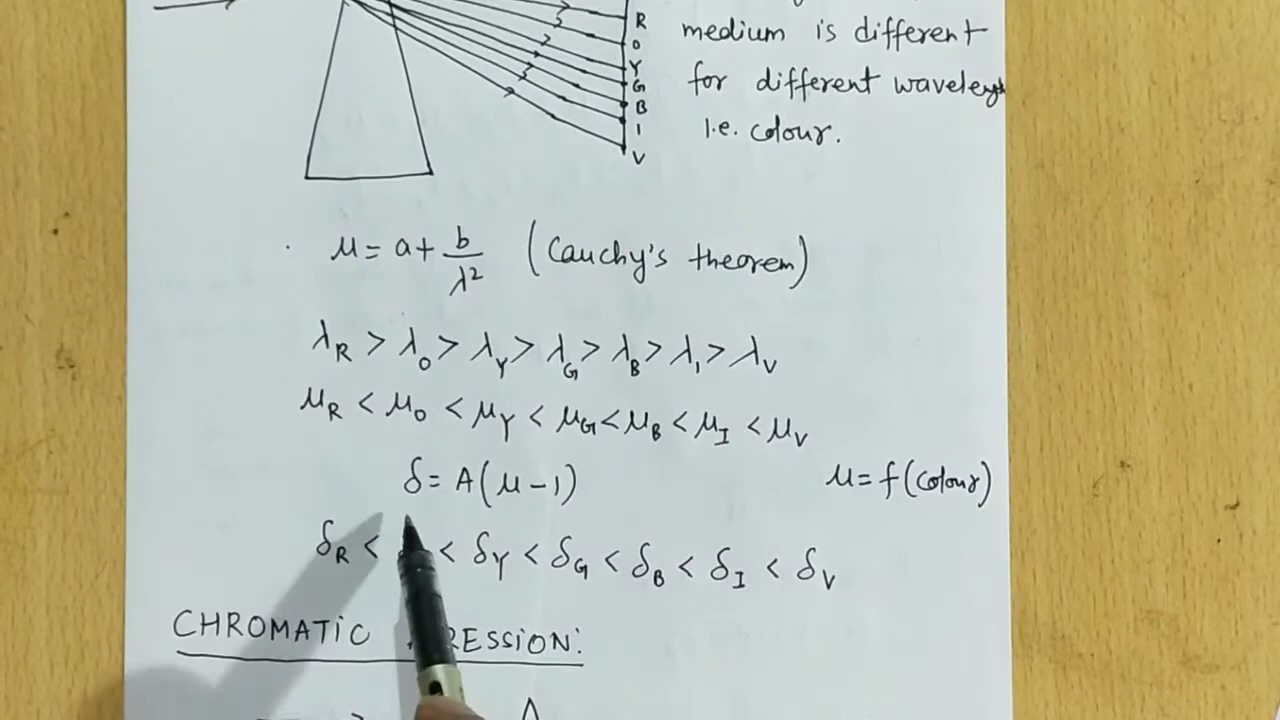 R
O
Y
G
B
I
V
medium is different
for different wavelength
i.e. colour.
μ = a + b/λ² (Cauchy's theorem)
λR > λO > λY > λG > λB > λI > λV
μR < μO < μY < μG < μB < μI < μV
δ = A(μ - 1)
μ = f(colour)
δR < < δY < δG < δB < δI < δV
CHROMATIC